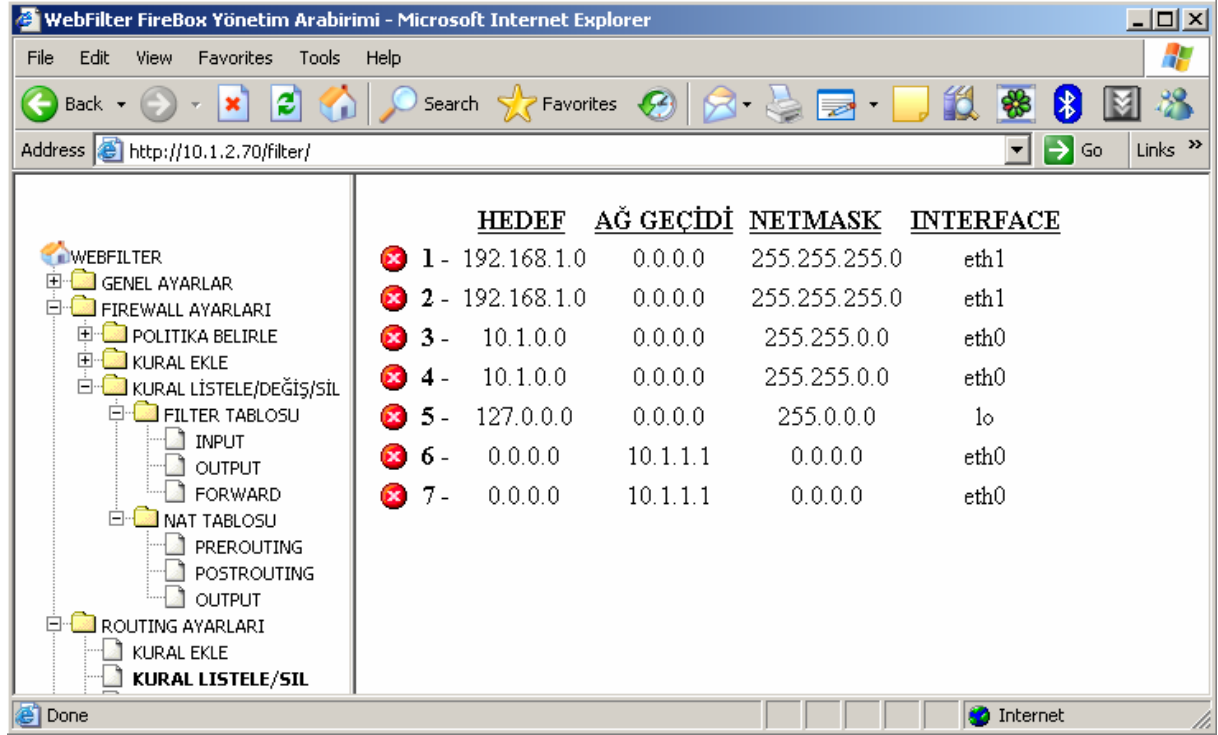 WebFilter FireBox Yönetim Arabirimi - Microsoft Internet Explorer
File Edit View Favorites Tools Help
Back Search Favorites
Address http://10.1.2.70/filter/ Go Links »
WEBFILTER
GENEL AYARLAR
FIREWALL AYARLARI
POLITIKA BELIRLE
KURAL EKLE
KURAL LİSTELE/DEĞİŞ/SİL
FILTER TABLOSU
INPUT
OUTPUT
FORWARD
NAT TABLOSU
PREROUTING
POSTROUTING
OUTPUT
ROUTING AYARLARI
KURAL EKLE
KURAL LISTELE/SIL
HEDEF AĞ GEÇİDİ NETMASK INTERFACE
1 - 192.168.1.0 0.0.0.0 255.255.255.0 eth1
2 - 192.168.1.0 0.0.0.0 255.255.255.0 eth1
3 - 10.1.0.0 0.0.0.0 255.255.0.0 eth0
4 - 10.1.0.0 0.0.0.0 255.255.0.0 eth0
5 - 127.0.0.0 0.0.0.0 255.0.0.0 lo
6 - 0.0.0.0 10.1.1.1 0.0.0.0 eth0
7 - 0.0.0.0 10.1.1.1 0.0.0.0 eth0
Done Internet